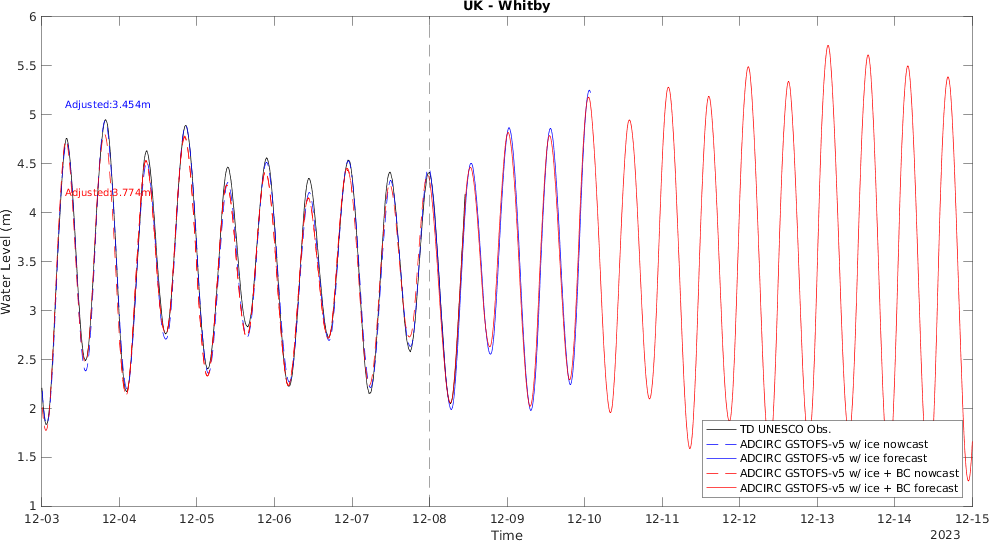 UK - Whitby
6
5.5
5
4.5
4
3.5
3
2.5
2
1.5
1
Water Level (m)
Adjusted:3.454m
Adjusted:3.774m
TD UNESCO Obs.
ADCIRC GSTOFS-v5 w/ ice nowcast
ADCIRC GSTOFS-v5 w/ ice forecast
ADCIRC GSTOFS-v5 w/ ice + BC nowcast
ADCIRC GSTOFS-v5 w/ ice + BC forecast
12-03 12-04 12-05 12-06 12-07 12-08 12-09 12-10 12-11 12-12 12-13 12-14 12-15
Time
2023